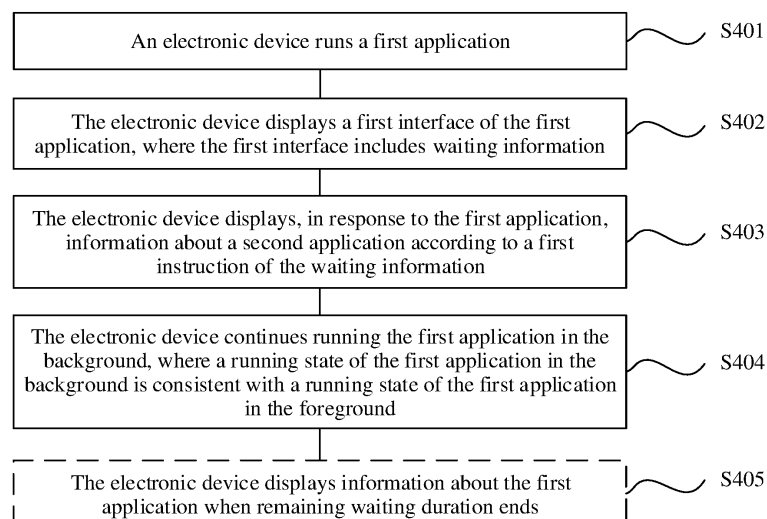 An electronic device runs a first application
S401
The electronic device displays a first interface of the first
application, where the first interface includes waiting information
S402
The electronic device displays, in response to the first application,
information about a second application according to a first
instruction of the waiting information
S403
The electronic device continues running the first application in the
background, where a running state of the first application in the
background is consistent with a running state of the first application
in the foreground
S404
The electronic device displays information about the first
application when remaining waiting duration ends
S405